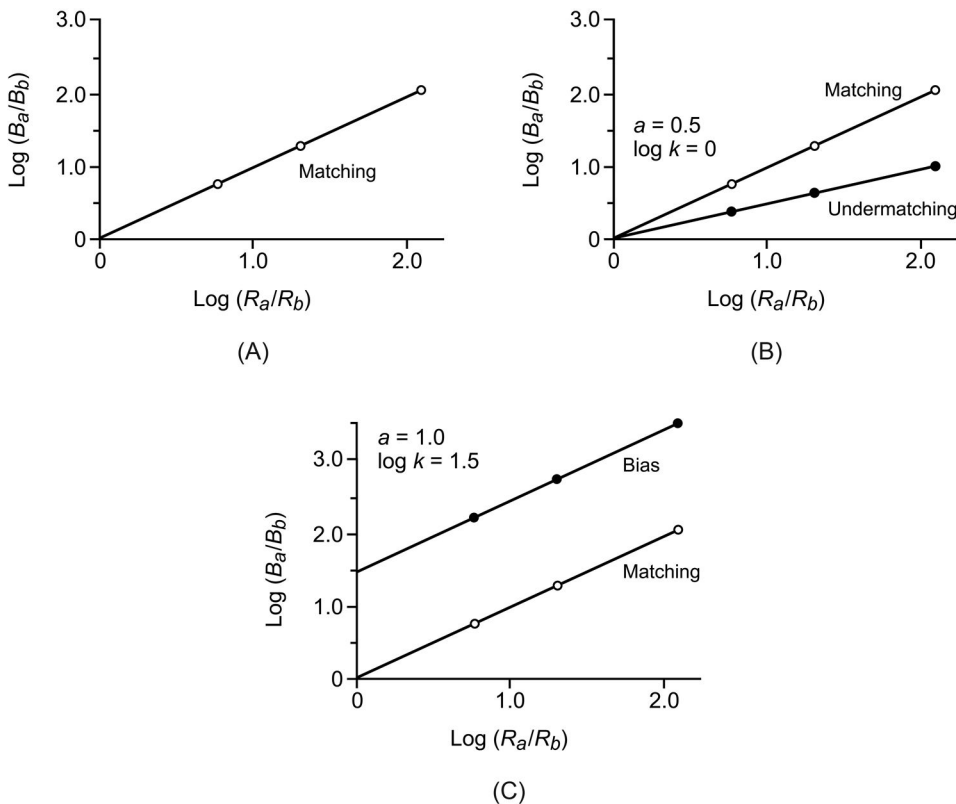 3.0
2.0
1.0
0
Log (Ba/Bb)
Matching
0
1.0
2.0
Log (Ra/Rb)
(A)
3.0
2.0
1.0
0
Log (Ba/Bb)
a = 0.5
log k = 0
Matching
Undermatching
0
1.0
2.0
Log (Ra/Rb)
(B)
3.0
2.0
1.0
0
Log (Ba/Bb)
a = 1.0
log k = 1.5
Bias
Matching
0
1.0
2.0
Log (Ra/Rb)
(C)